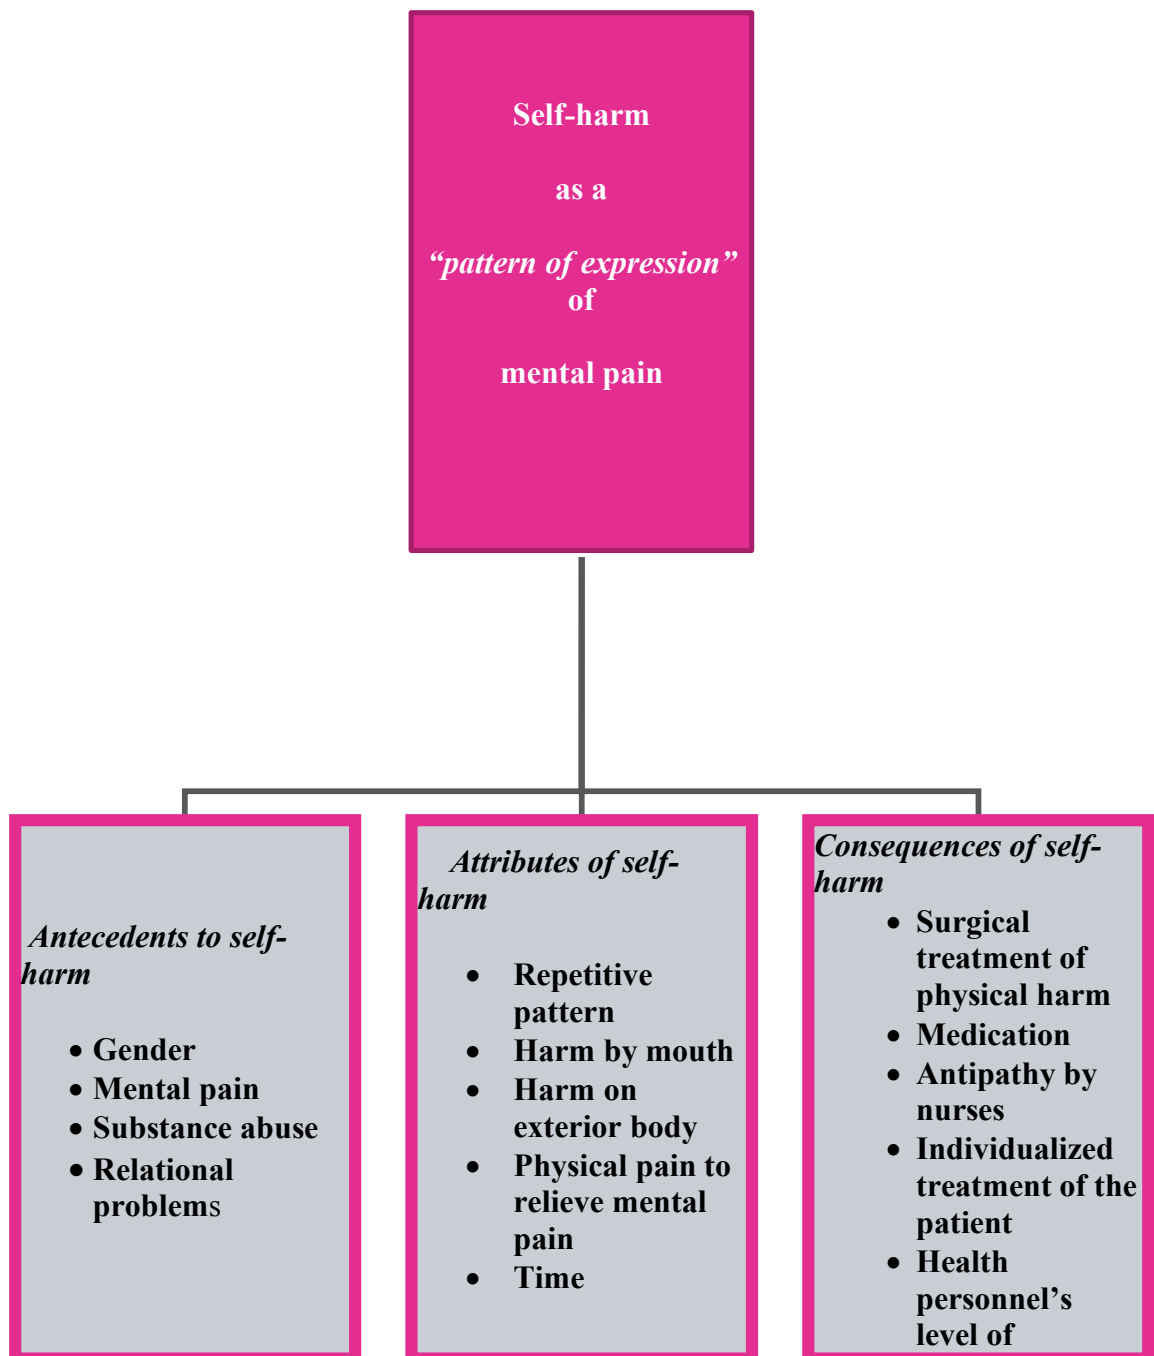 Self-harm
as a
“pattern of expression”
of
mental pain
Antecedents to self-
harm
• Gender
• Mental pain
• Substance abuse
• Relational
problems
Attributes of self-
harm
• Repetitive
pattern
• Harm by mouth
• Harm on
exterior body
• Physical pain to
relieve mental
pain
• Time
Consequences of self-
harm
• Surgical
treatment of
physical harm
• Medication
• Antipathy by
nurses
• Individualized
treatment of the
patient
• Health
personnel’s
level of